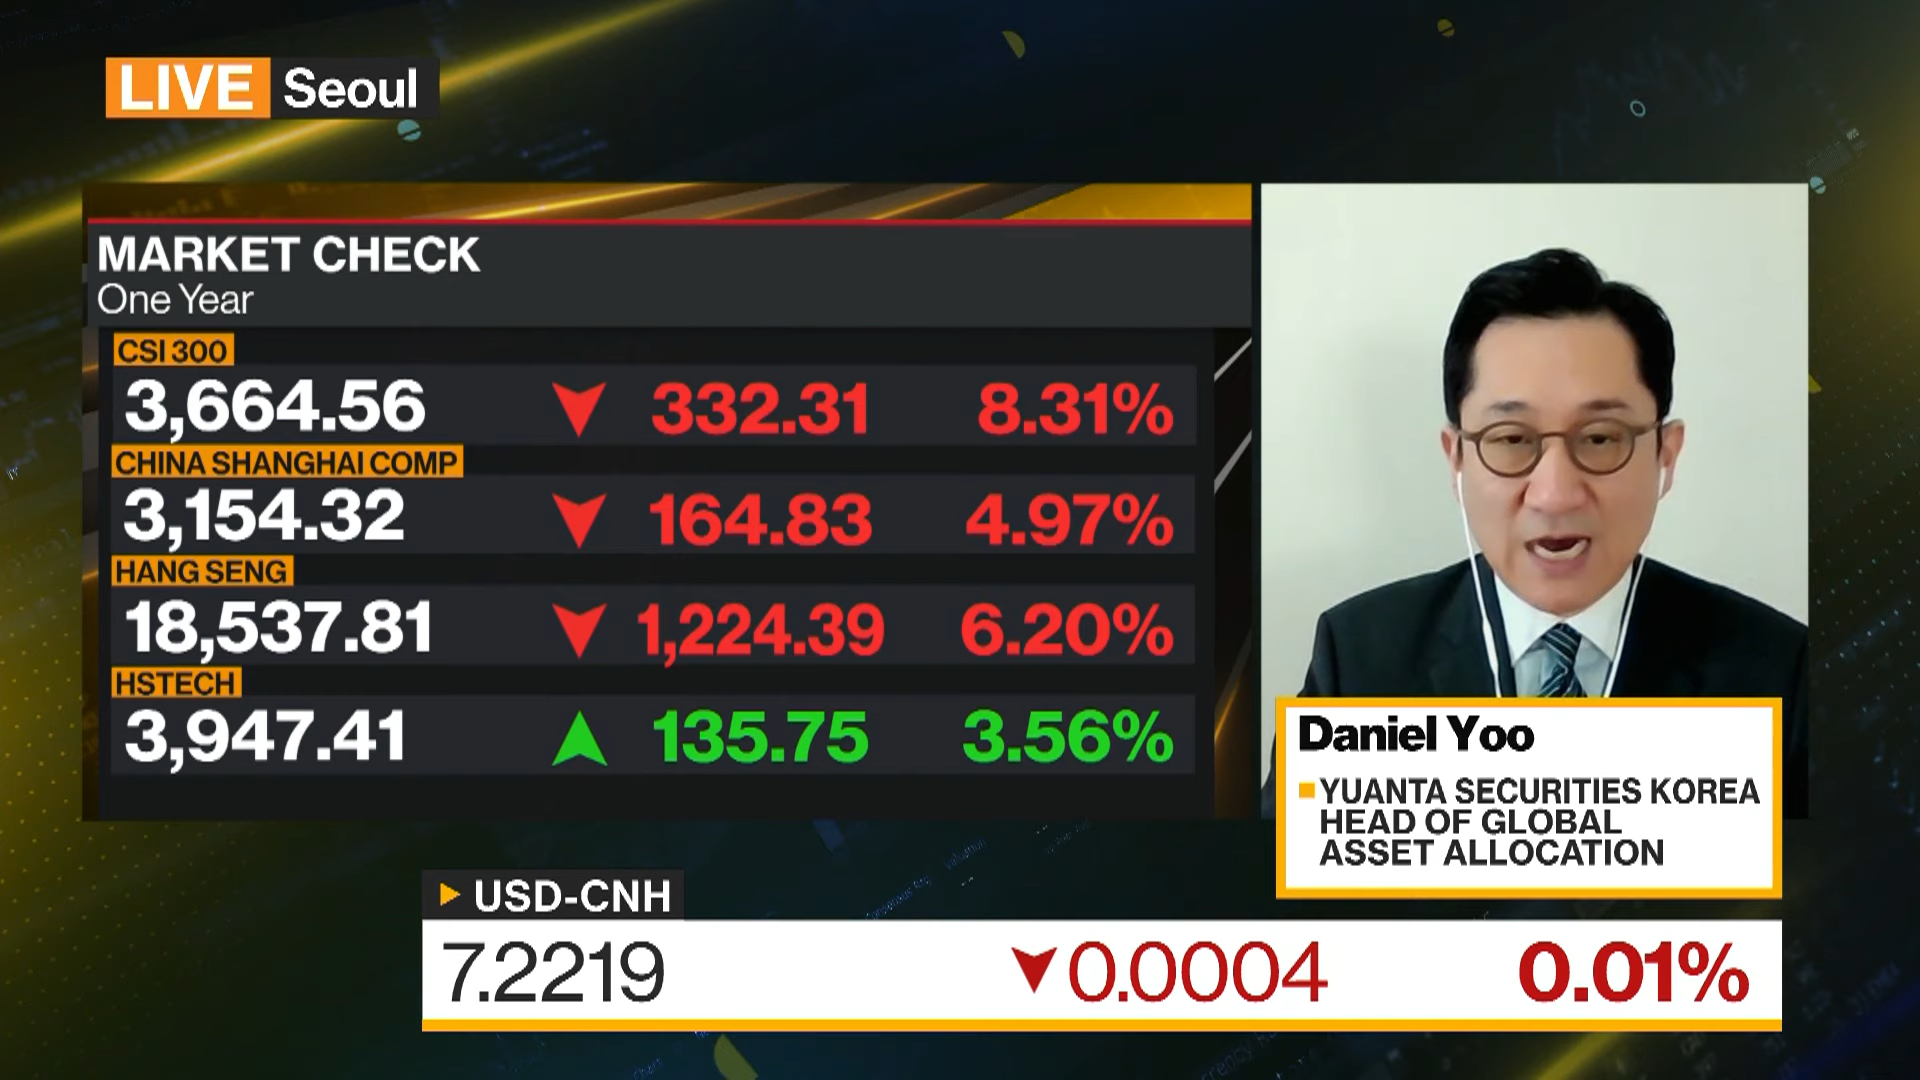 LIVE Seoul
MARKET CHECK
One Year
CSI 300
3,664.56 332.31 8.31%
CHINA SHANGHAI COMP
3,154.32 164.83 4.97%
HANG SENG
18,537.81 1,224.39 6.20%
HSTECH
3,947.41 135.75 3.56%
Daniel Yoo
YUANTA SECURITIES KOREA
HEAD OF GLOBAL
ASSET ALLOCATION
USD-CNH
7.2219 0.0004 0.01%